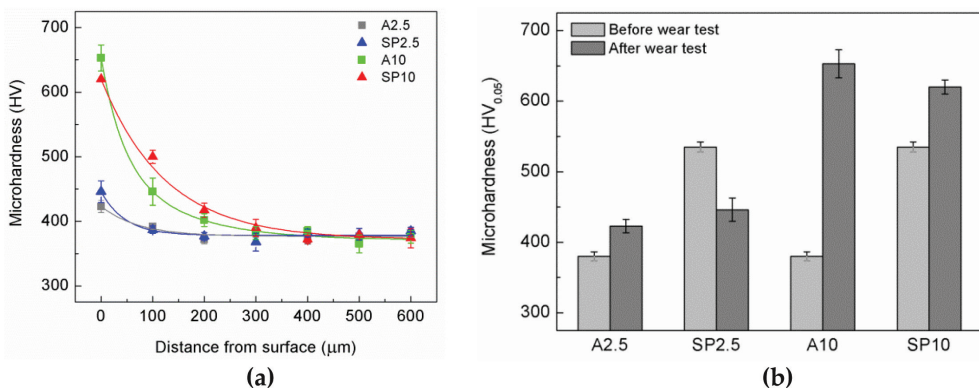 700
600
500
400
300
Microhardness (HV)
A2.5
SP2.5
A10
SP10
0 100 200 300 400 500 600
Distance from surface (μm)
(a)
700
600
500
400
300
Microhardness (HV0.05)
Before wear test
After wear test
A2.5 SP2.5 A10 SP10
(b)